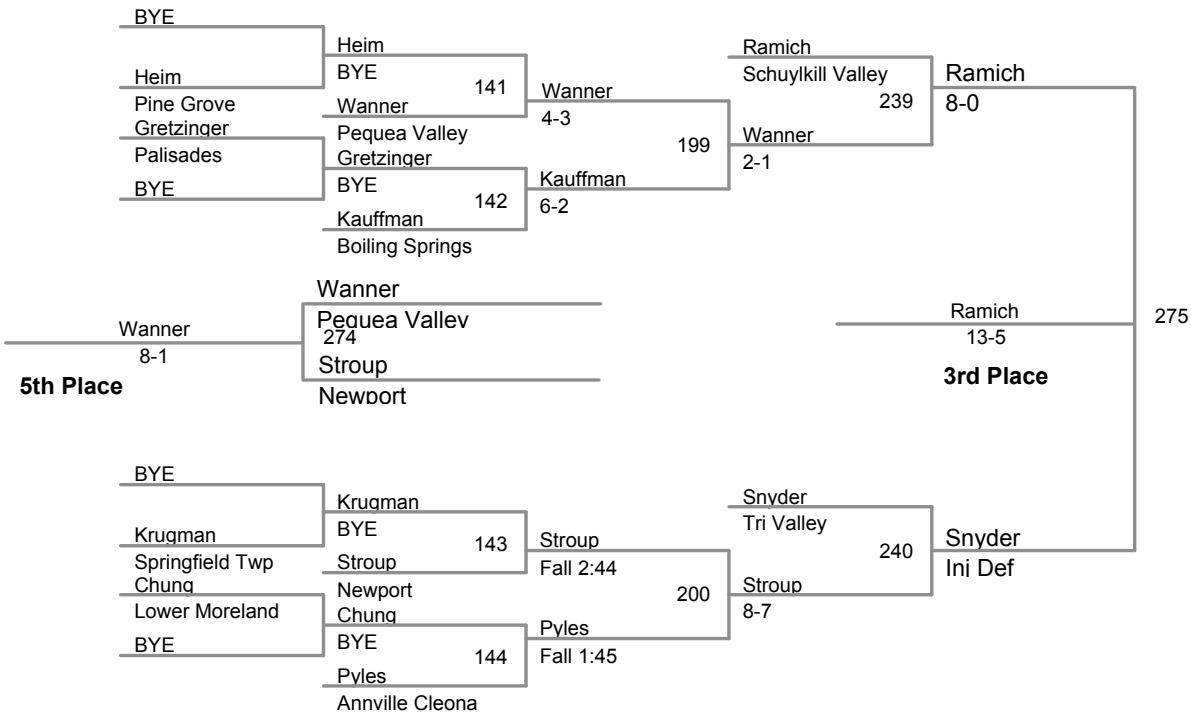 BYE
Heim
Pine Grove
Gretzinger
Palisades
BYE
Heim
BYE
141
Wanner
Pequea Valley
Gretzinger
BYE
142
Kauffman
Boiling Springs
Wanner
4-3
199
Kauffman
6-2
Ramich
Schuylkill Valley
239
Wanner
2-1
Ramich
8-0
Wanner
8-1
5th Place
Wanner
Pequea Valley
274
Stroup
Newport
Ramich
13-5
3rd Place
275
BYE
Krugman
Springfield Twp
Chung
Lower Moreland
BYE
Krugman
BYE
143
Stroup
Newport
Chung
BYE
144
Pyles
Annville Cleona
Stroup
Fall 2:44
200
Pyles
Fall 1:45
Snyder
Tri Valley
240
Stroup
8-7
Snyder
Inj Def